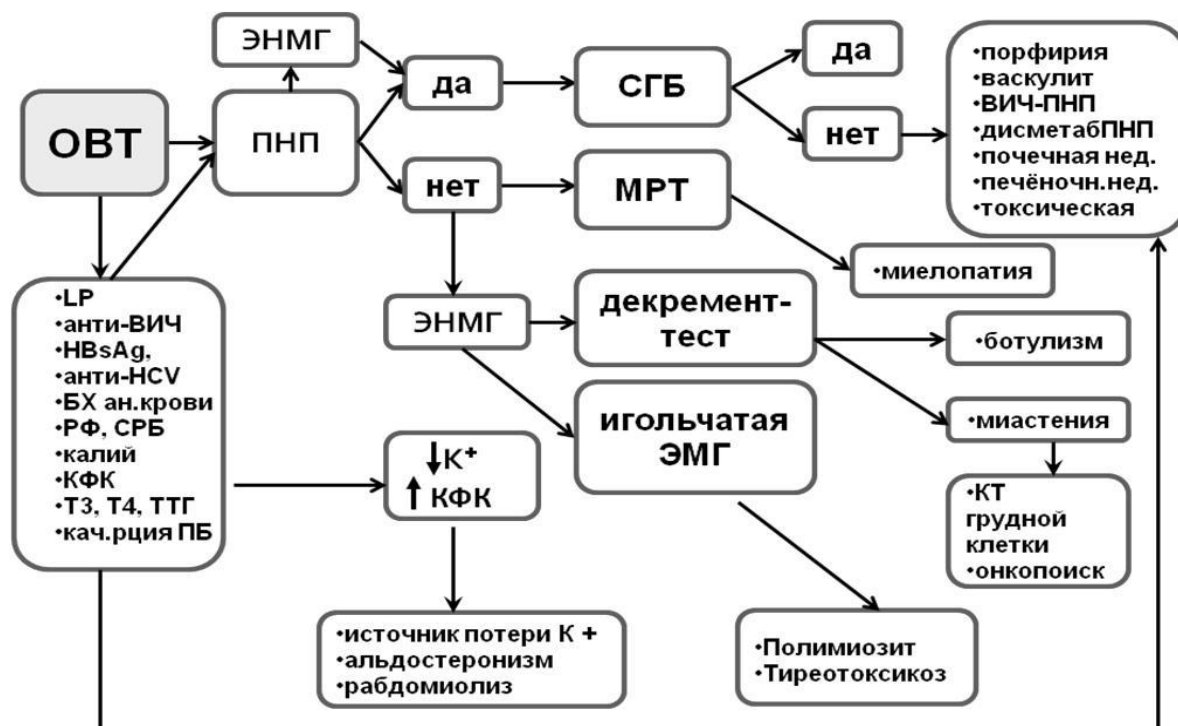 ЭНМГ
да
СГБ
да
•порфирия
•васкулит
•ВИЧ-ПНП
•дисметабПНП
•почечная нед.
•печёночн.нед.
•токсическая
ОВТ
ПНП
нет
нет
МРТ
•миелопатия
•LP
•анти-ВИЧ
•HBsAg,
•анти-HCV
•БХ ан.крови
•РФ, СРБ
•калий
•КФК
•Т3, Т4, ТТГ
•кач.рция ПБ
ЭНМГ
декремент-
тест
•ботулизм
•миастения
игольчатая
ЭМГ
↓K+
↑ КФК
•КТ
грудной
клетки
•онкопоиск
•источник потери К +
•альдостеронизм
•рабдомиолиз
•Полимиозит
•Тиреотоксикоз